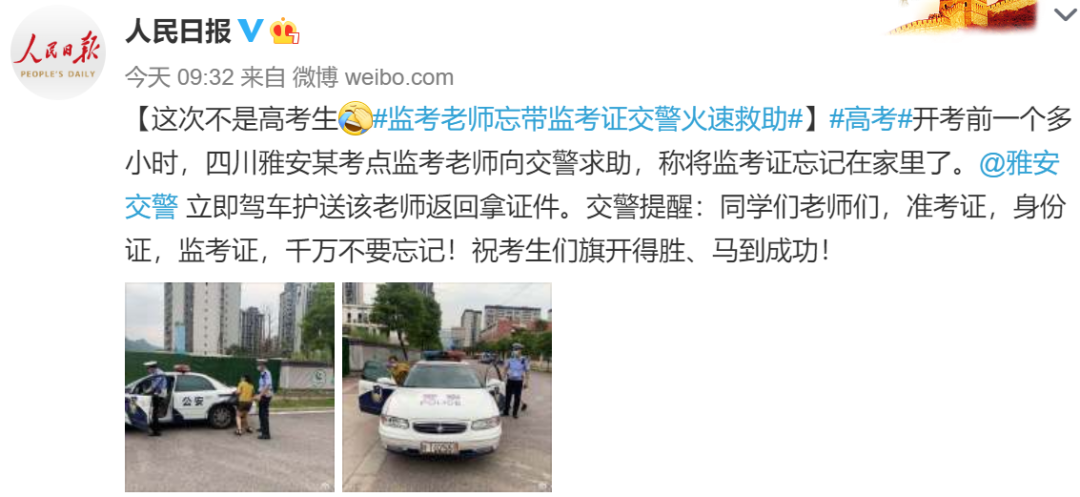 人民日報
PEOPLE'S DAILY
人民日报
今天 09:32 来自 微博 weibo.com
【这次不是高考生#监考老师忘带监考证交警火速救助#】#高考#开考前一个多
小时，四川雅安某考点监考老师向交警求助，称将监考证忘记在家里了。@雅安
交警 立即驾车护送该老师返回拿证件。交警提醒：同学们老师们，准考证，身份
证，监考证，千万不要忘记！祝考生们旗开得胜、马到成功！
公安
警察
POLICE